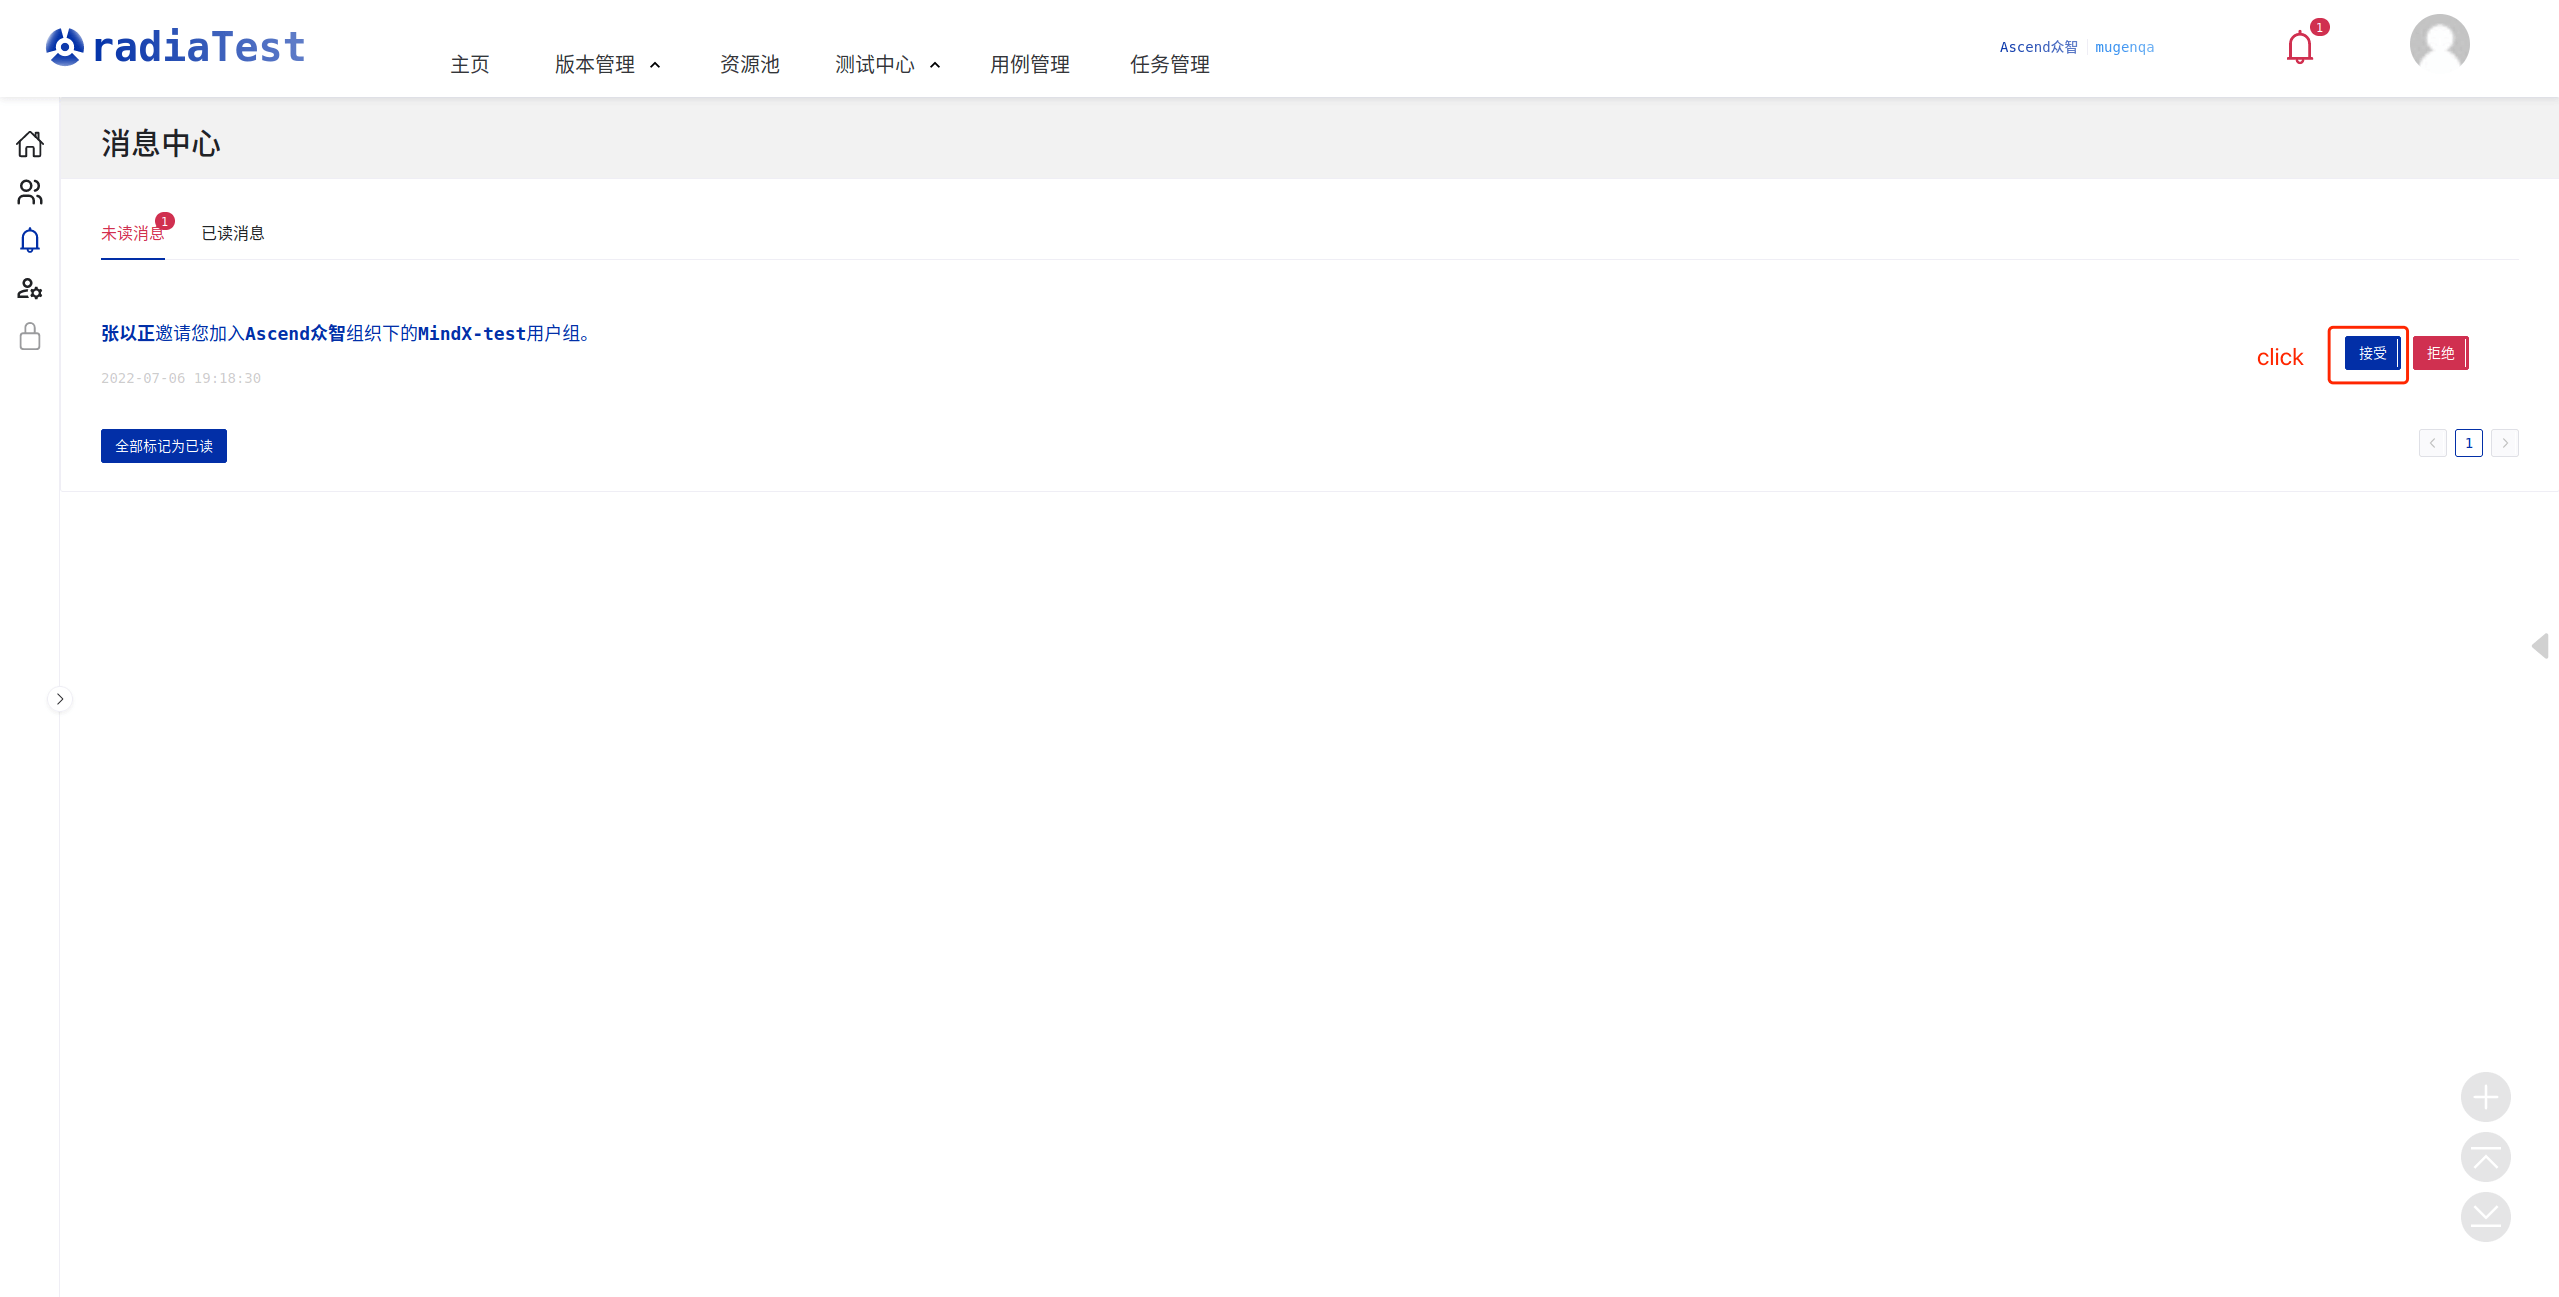 radiaTest
主页 版本管理 资源池 测试中心 用例管理 任务管理
Ascend众智 mugenqa
1
消息中心
未读消息 1 已读消息
张以正邀请您加入Ascend众智组织下的MindX-test用户组。
2022-07-06 19:18:30
click 接受 拒绝
全部标记为已读
1